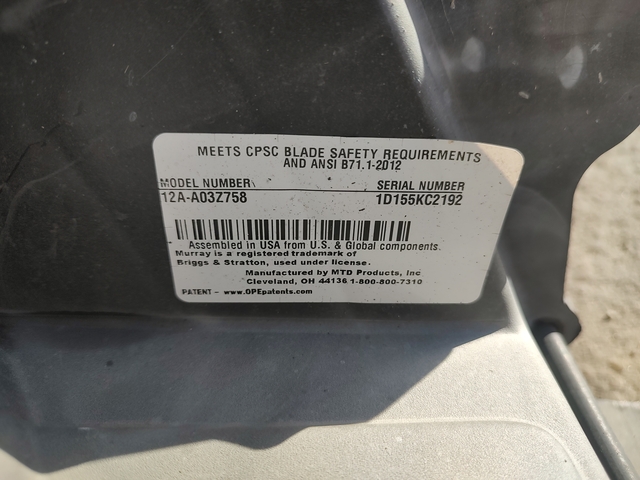 MEETS CPSC BLADE SAFETY REQUIREMENTS
AND ANSI B71.1-2012
MODEL NUMBER SERIAL NUMBER
12A-A03Z758 1D155KC2192
Assembled in USA from U.S. & Global components.
Murray is a registered trademark of
Briggs & Stratton, used under license.
Manufactured by MTD Products, Inc
Cleveland, OH 44136 1-800-800-7310
PATENT - www.OPEpatents.com